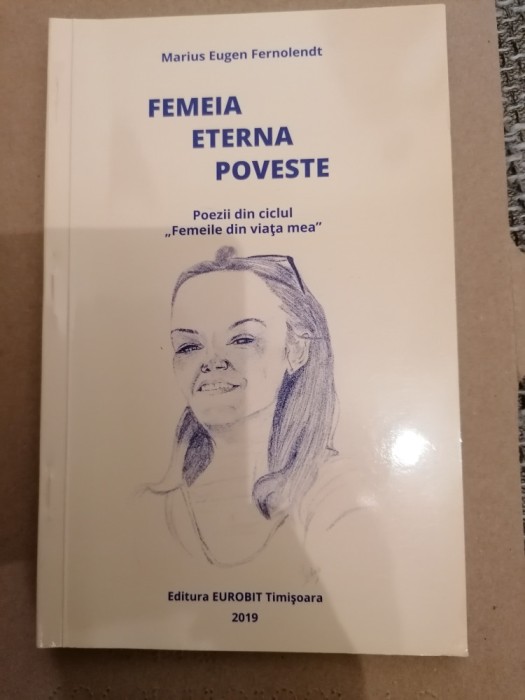 Marius Eugen Fernolendt
FEMEIA
ETERNA
POVESTE
Poezii din ciclul
„Femeile din viaţa mea”
Editura EUROBIT Timişoara
2019